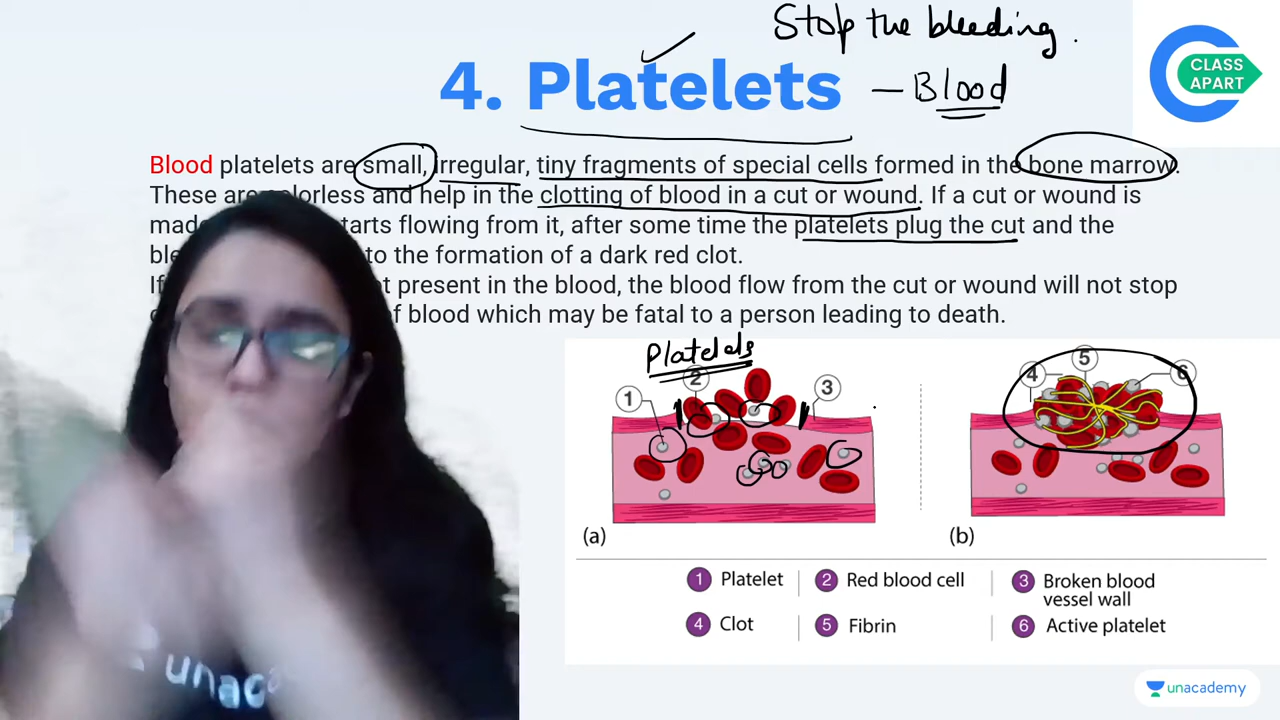 Stop the bleeding.
4. Platelets
— Blood
CLASS
APART
Blood platelets are small, irregular, tiny fragments of special cells formed in the bone marrow.
These are colorless and help in the clotting of blood in a cut or wound. If a cut or wound is
made starts flowing from it, after some time the platelets plug the cut and the
to the formation of a dark red clot.
If present in the blood, the blood flow from the cut or wound will not stop
of blood which may be fatal to a person leading to death.
Platelets
1 2 3
4 5 6
(a) (b)
1 Platelet 2 Red blood cell 3 Broken blood
vessel wall
4 Clot 5 Fibrin 6 Active platelet
unacademy